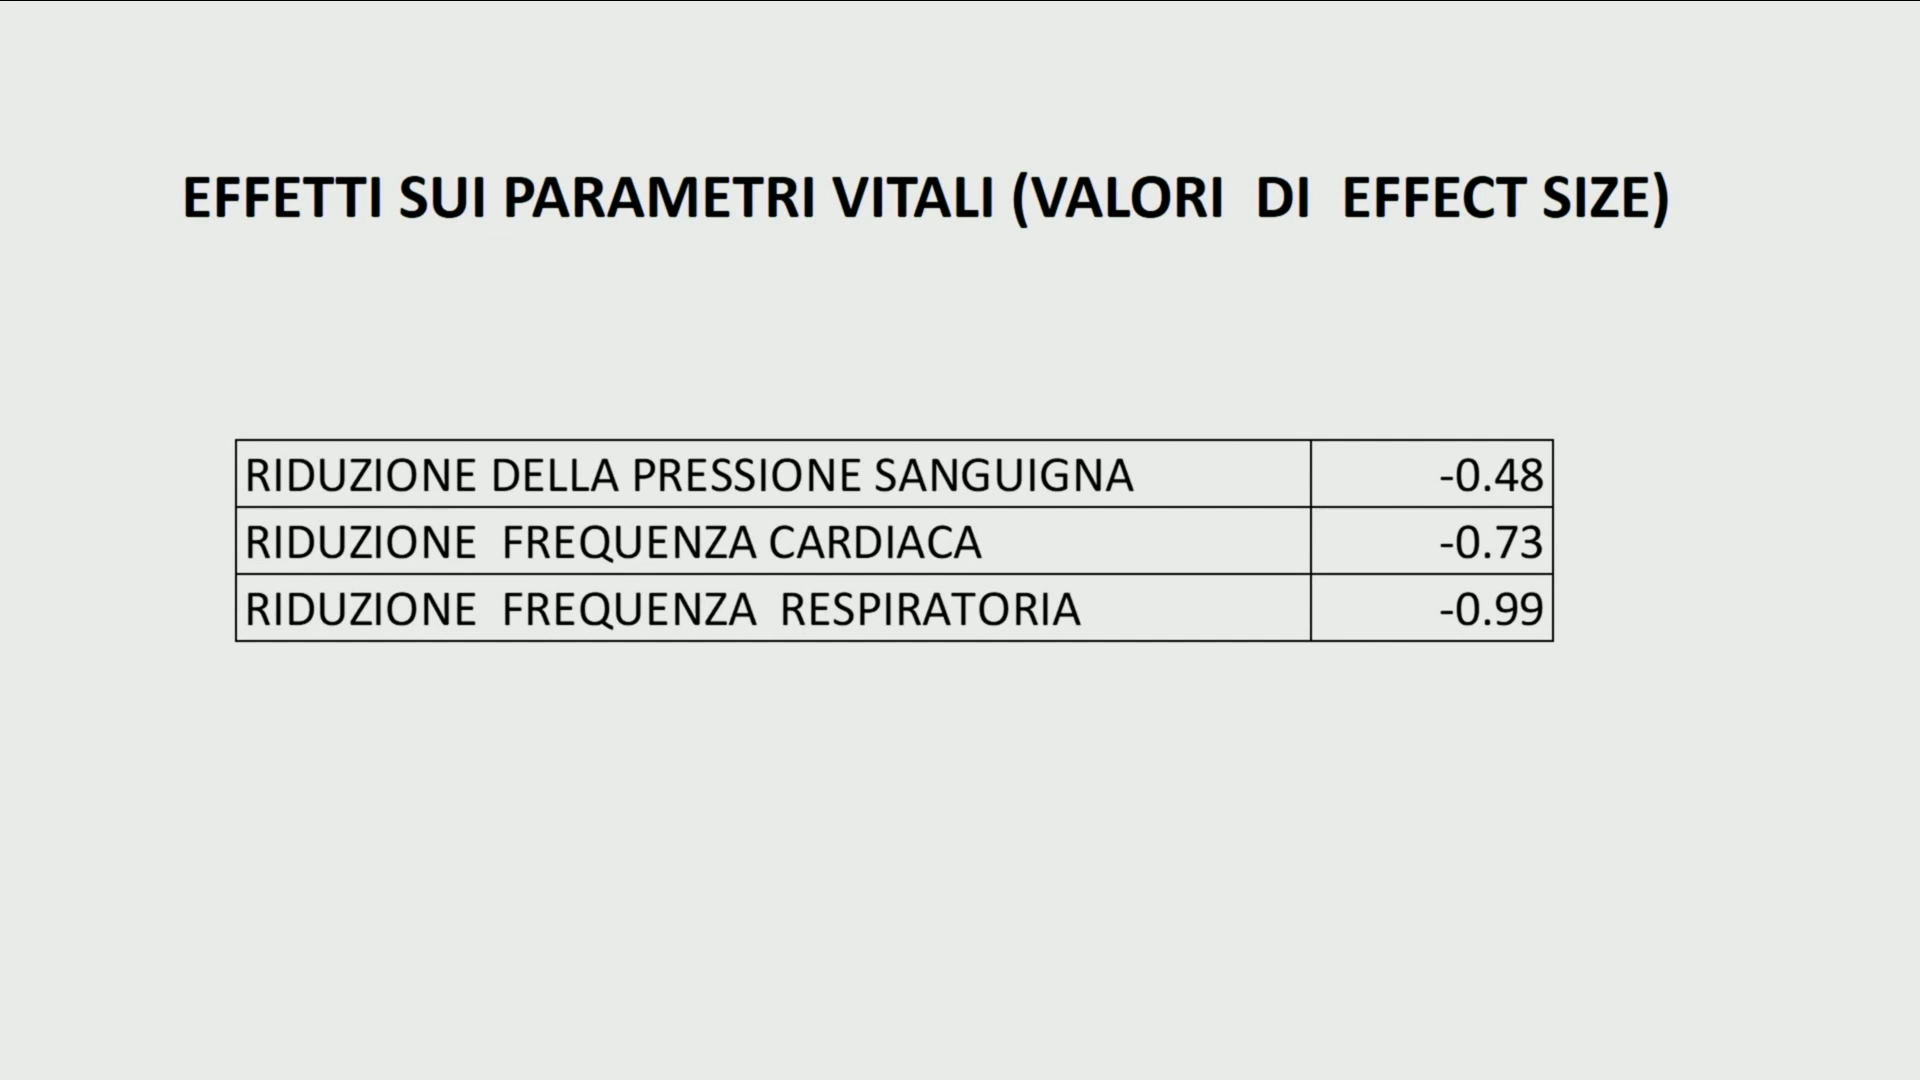 EFFETTI SUI PARAMETRI VITALI (VALORI DI EFFECT SIZE)
RIDUZIONE DELLA PRESSIONE SANGUIGNA -0.48
RIDUZIONE FREQUENZA CARDIACA -0.73
RIDUZIONE FREQUENZA RESPIRATORIA -0.99